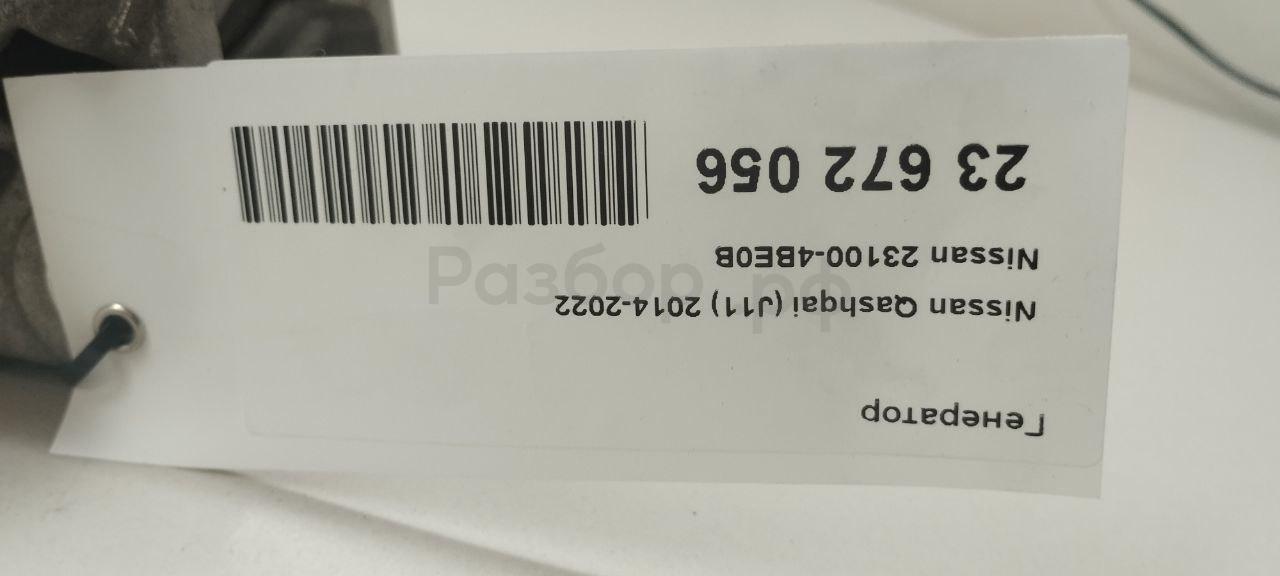 Генератор
Nissan Qashqai (J11) 2014-2022
Nissan 23100-4BE0B
23 672 056
Разбор.рф